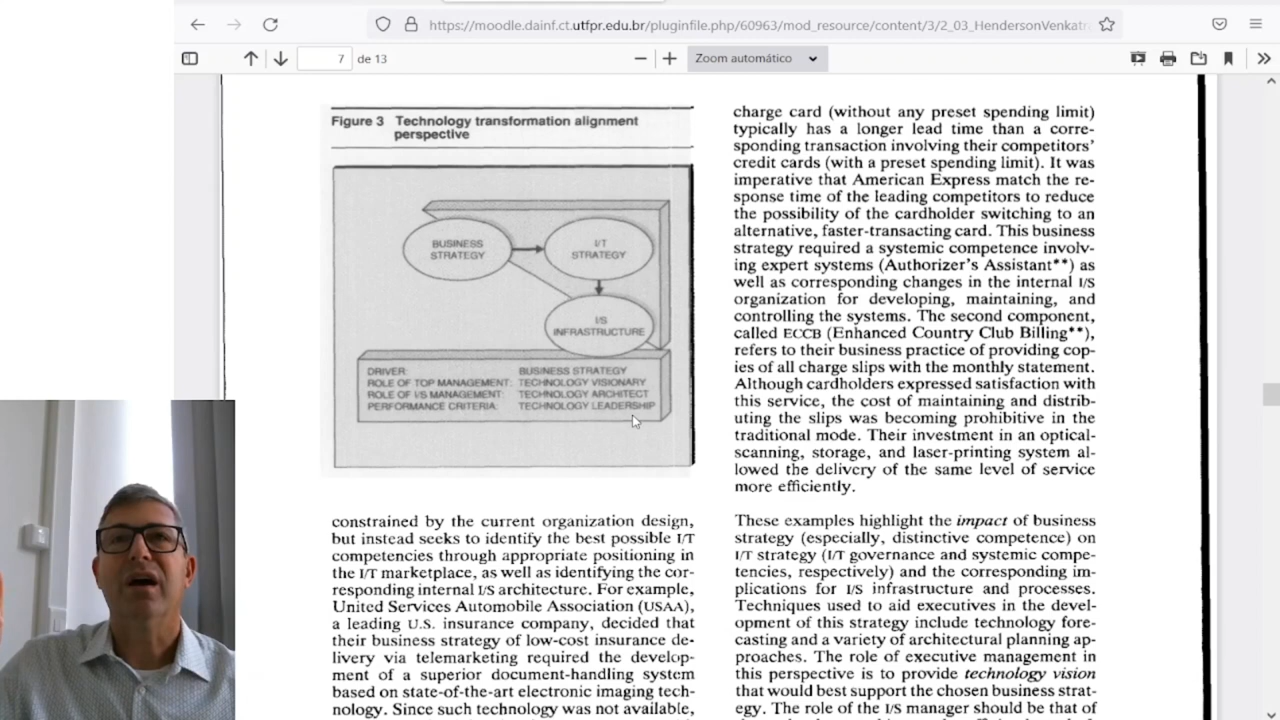 https://moodle.dainf.ct.utfpr.edu.br/pluginfile.php/60963/mod_resource/content/3/2_03_HendersonVenkatr
7
de 13
Zoom automático
Figure 3 Technology transformation alignment
perspective
BUSINESS
STRATEGY
I/T
STRATEGY
I/S
INFRASTRUCTURE
DRIVER: BUSINESS STRATEGY
ROLE OF TOP MANAGEMENT: TECHNOLOGY VISIONARY
ROLE OF I/S MANAGEMENT: TECHNOLOGY ARCHITECT
PERFORMANCE CRITERIA: TECHNOLOGY LEADERSHIP
constrained by the current organization design,
but instead seeks to identify the best possible I/T
competencies through appropriate positioning in
the I/T marketplace, as well as identifying the cor-
responding internal I/S architecture. For example,
United Services Automobile Association (USAA),
a leading U.S. insurance company, decided that
their business strategy of low-cost insurance de-
livery via telemarketing required the develop-
ment of a superior document-handling system
based on state-of-the-art electronic imaging tech-
nology. Since such technology was not available,
charge card (without any preset spending limit)
typically has a longer lead time than a corre-
sponding transaction involving their competitors'
credit cards (with a preset spending limit). It was
imperative that American Express match the re-
sponse time of the leading competitors to reduce
the possibility of the cardholder switching to an
alternative, faster-transacting card. This business
strategy required a systemic competence involv-
ing expert systems (Authorizer's Assistant**) as
well as corresponding changes in the internal I/S
organization for developing, maintaining, and
controlling the systems. The second component,
called ECCB (Enhanced Country Club Billing**),
refers to their business practice of providing cop-
ies of all charge slips with the monthly statement.
Although cardholders expressed satisfaction with
this service, the cost of maintaining and distrib-
uting the slips was becoming prohibitive in the
traditional mode. Their investment in an optical-
scanning, storage, and laser-printing system al-
lowed the delivery of the same level of service
more efficiently.
These examples highlight the impact of business
strategy (especially, distinctive competence) on
I/T strategy (I/T governance and systemic compe-
tencies, respectively) and the corresponding im-
plications for I/S infrastructure and processes.
Techniques used to aid executives in the devel-
opment of this strategy include technology fore-
casting and a variety of architectural planning ap-
proaches. The role of executive management in
this perspective is to provide technology vision
that would best support the chosen business strat-
egy. The role of the I/S manager should be that of